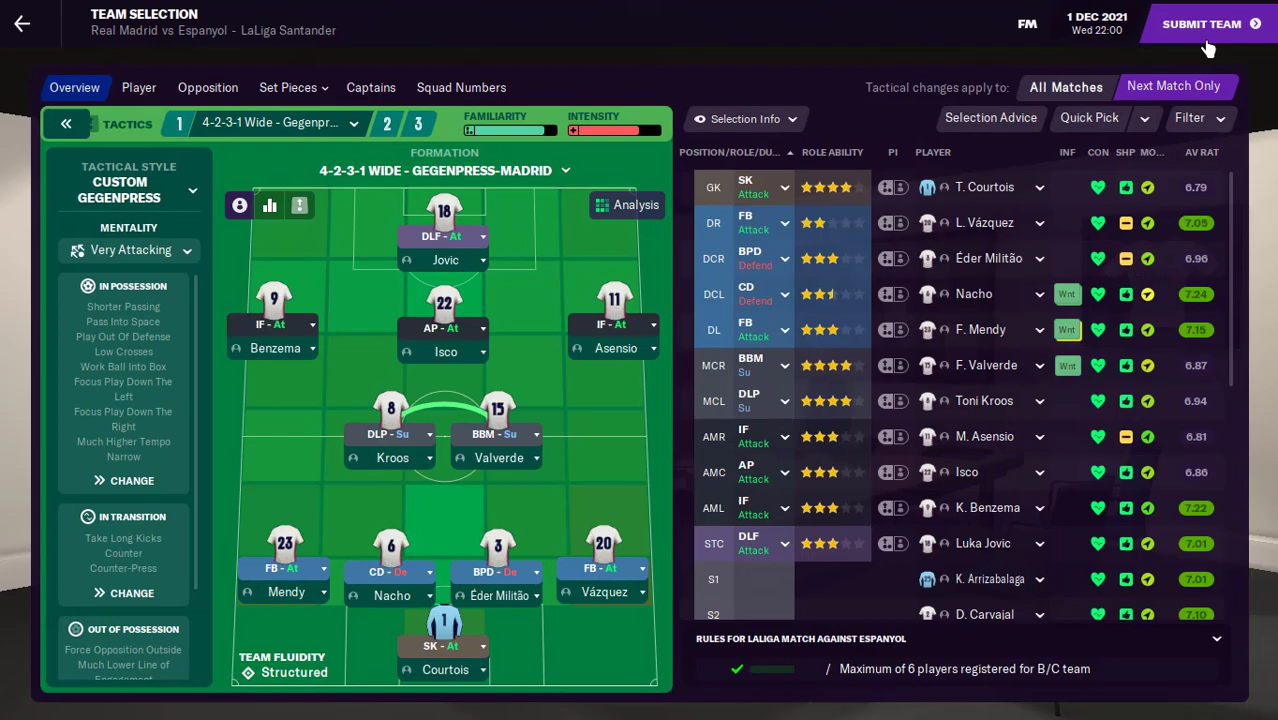 TEAM SELECTION
Real Madrid vs Espanyol - LaLiga Santander
FM
1 DEC 2021
Wed 22:00
SUBMIT TEAM
Overview
Player
Opposition
Set Pieces
Captains
Squad Numbers
Tactical changes apply to:
All Matches
Next Match Only
TACTICS
1
4-2-3-1 Wide - Gegenpr...
2
3
FAMILIARITY
INTENSITY
Selection Info
Selection Advice
Quick Pick
Filter
TACTICAL STYLE
CUSTOM
GEGENPRESS
MENTALITY
Very Attacking
IN POSSESSION
Shorter Passing
Pass Into Space
Play Out Of Defense
Low Crosses
Work Ball Into Box
Focus Play Down The
Left
Focus Play Down The
Right
Much Higher Tempo
Narrow
CHANGE
IN TRANSITION
Take Long Kicks
Counter
Counter-Press
CHANGE
OUT OF POSSESSION
Force Opposition Outside
Much Lower Line of
Engagement
FORMATION
4-2-3-1 WIDE - GEGENPRESS-MADRID
Analysis
18
DLF - At
Jovic
9
IF - At
Benzema
22
AP - At
Isco
11
IF - At
Asensio
8
DLP - Su
Kroos
15
BBM - Su
Valverde
23
FB - At
Mendy
6
CD - De
Nacho
3
BPD - De
Éder Militão
20
FB - At
Vázquez
1
SK - At
Courtois
TEAM FLUIDITY
Structured
POSITION/ROLE/DU...
ROLE ABILITY
PI
PLAYER
INF
CON
SHP
MO...
AV RAT
GK SK Attack T. Courtois 6.79
DR FB Attack L. Vázquez 7.05
DCR BPD Defend Éder Militão 6.96
DCL CD Defend Nacho Wnt 7.24
DL FB Attack F. Mendy Wnt 7.15
MCR BBM Su F. Valverde Wnt 6.87
MCL DLP Su Toni Kroos 6.94
AMR IF Attack M. Asensio 6.81
AMC AP Attack Isco 6.86
AML IF Attack K. Benzema 7.22
STC DLF Attack Luka Jovic 7.01
S1 K. Arrizabalaga 7.01
S2 D. Carvajal 7.10
RULES FOR LALIGA MATCH AGAINST ESPANYOL
/ Maximum of 6 players registered for B/C team